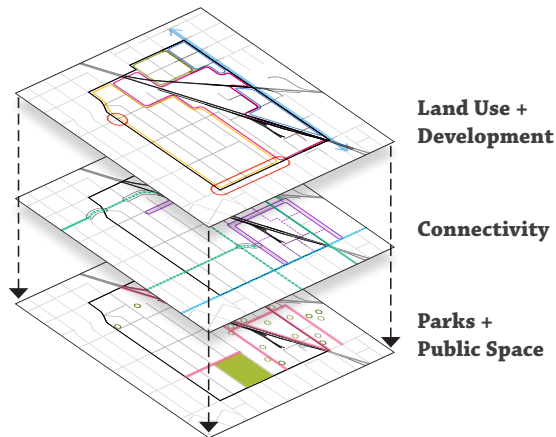 Land Use +
Development
Connectivity
Parks +
Public Space